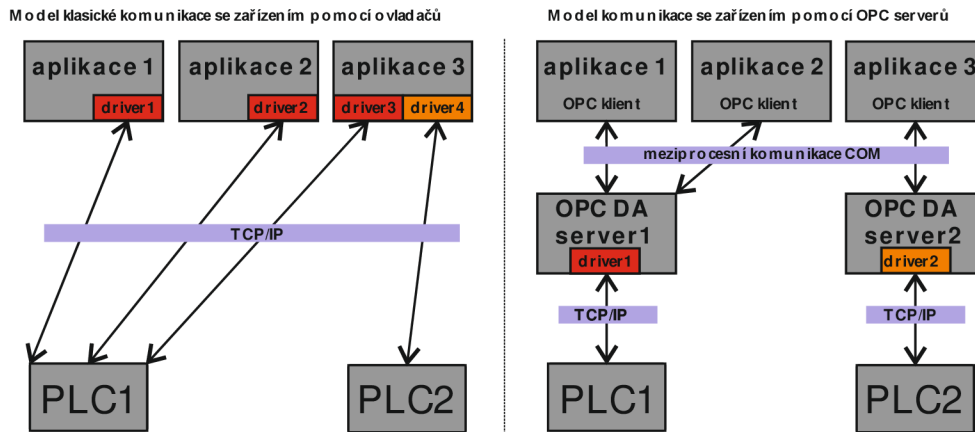 Model klasické komunikace se zařízením pomocí ovladačů
aplikace 1
aplikace 2
aplikace 3
driver1
driver2
driver3
driver4
TCP/IP
PLC1
PLC2
Model komunikace se zařízením pomocí OPC serverů
aplikace 1
aplikace 2
aplikace 3
OPC klient
OPC klient
OPC klient
meziprocesní komunikace COM
OPC DA
server1
driver1
OPC DA
server2
driver2
TCP/IP
TCP/IP
PLC1
PLC2